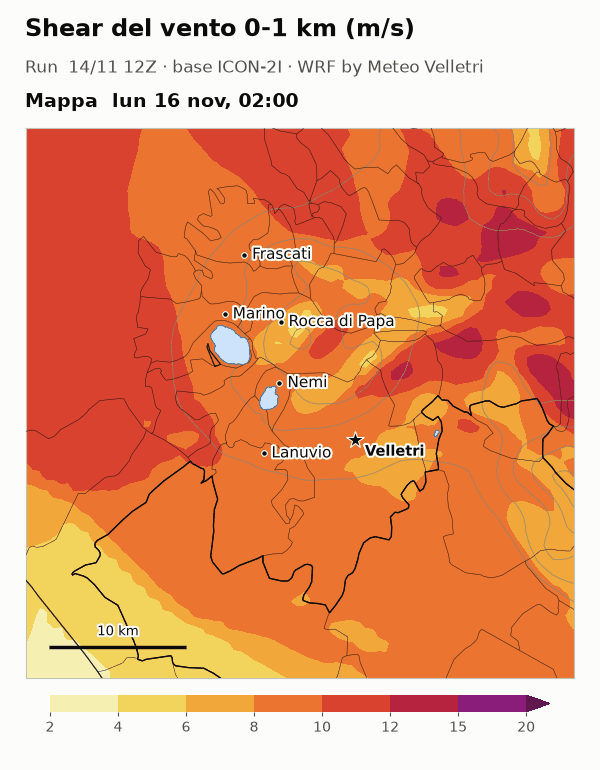 Shear del vento 0-1 km (m/s)
Run  14/11 12Z · base ICON-2I · WRF by Meteo Velletri
Mappa  lun 16 nov, 02:00
Frascati
Marino
Rocca di Papa
Nemi
Velletri
Lanuvio
10 km
2 4 6 8 10 12 15 20